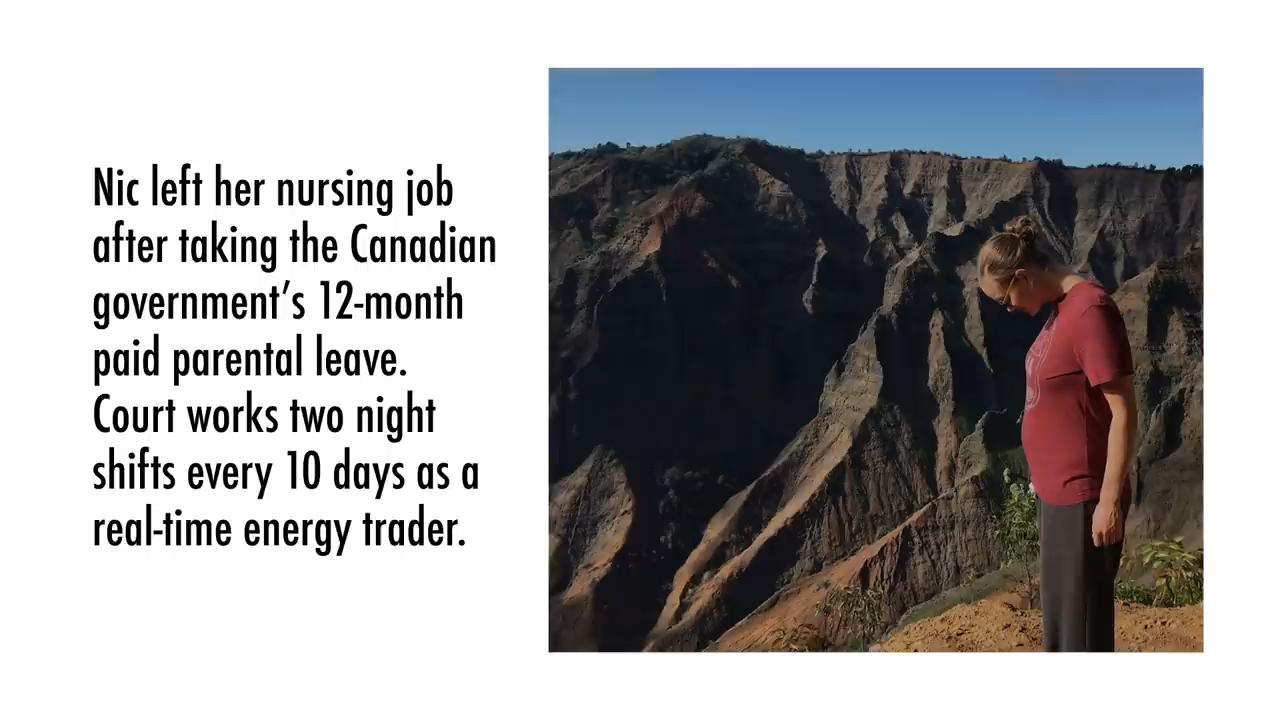 Nic left her nursing job
after taking the Canadian
government’s 12-month
paid parental leave.
Court works two night
shifts every 10 days as a
real-time energy trader.